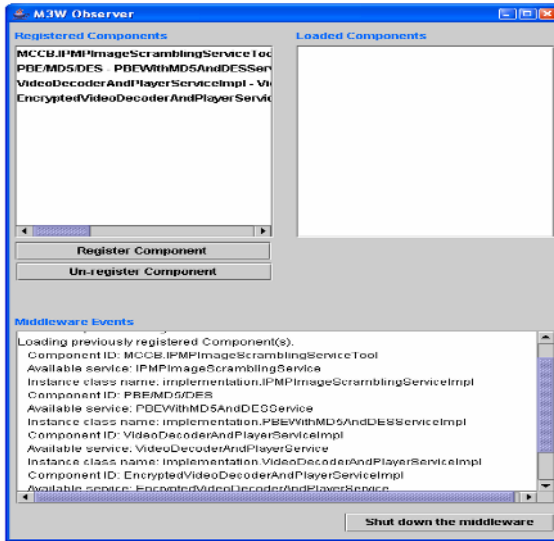 M3W Observer
Registered Components
Loaded Components
MCCB.IPMPImageScramblingServiceToo
PBE/MD5/DES - PBEWithMD5AndDESSer
VideoDecoderAndPlayerServiceImpl - Vi
EncryptedVideoDecoderAndPlayerServic
Register Component
Un-register Component
Middleware Events
Loading previously registered Component(s).
Component ID: MCCB.IPMPImageScramblingServiceTool
Available service: IPMPImageScramblingService
Instance class name: implementation.IPMPImageScramblingServiceImpl
Component ID: PBE/MD5/DES
Available service: PBEWithMD5AndDESService
Instance class name: implementation.PBEWithMD5AndDESServiceImpl
Component ID: VideoDecoderAndPlayerServiceImpl
Available service: VideoDecoderAndPlayerService
Instance class name: implementation.VideoDecoderAndPlayerServiceImpl
Component ID: EncryptedVideoDecoderAndPlayerServiceImpl
Available service: EncryptedVideoDecoderAndPlayerService
Shut down the middleware